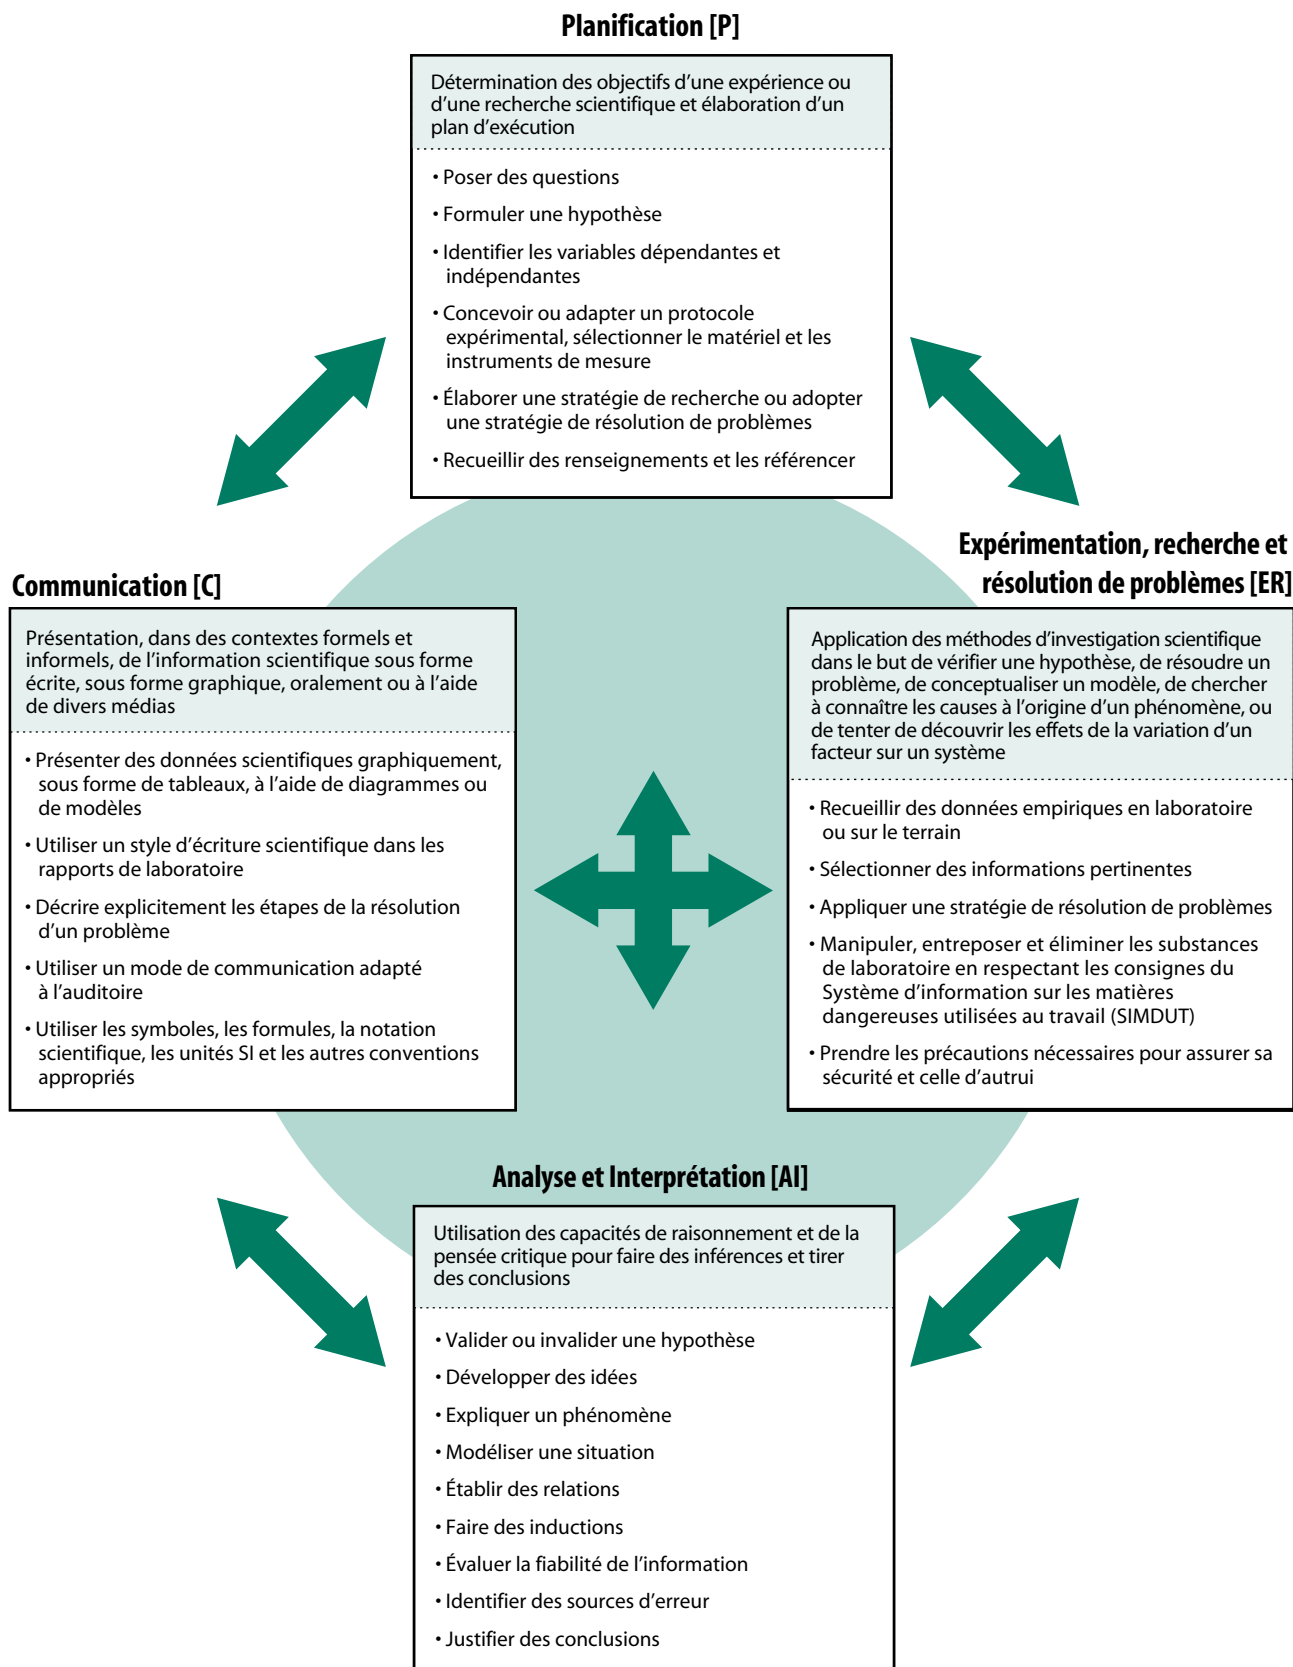 Planification [P]
Détermination des objectifs d’une expérience ou
d’une recherche scientifique et élaboration d’un
plan d’exécution
• Poser des questions
• Formuler une hypothèse
• Identifier les variables dépendantes et
indépendantes
• Concevoir ou adapter un protocole
expérimental, sélectionner le matériel et les
instruments de mesure
• Élaborer une stratégie de recherche ou adopter
une stratégie de résolution de problèmes
• Recueillir des renseignements et les référencer
Communication [C]
Présentation, dans des contextes formels et
informels, de l’information scientifique sous forme
écrite, sous forme graphique, oralement ou à l’aide
de divers médias
• Présenter des données scientifiques graphiquement,
sous forme de tableaux, à l’aide de diagrammes ou
de modèles
• Utiliser un style d’écriture scientifique dans les
rapports de laboratoire
• Décrire explicitement les étapes de la résolution
d’un problème
• Utiliser un mode de communication adapté
à l’auditoire
• Utiliser les symboles, les formules, la notation
scientifique, les unités SI et les autres conventions
appropriés
Expérimentation, recherche et
résolution de problèmes [ER]
Application des méthodes d’investigation scientifique
dans le but de vérifier une hypothèse, de résoudre un
problème, de conceptualiser un modèle, de chercher
à connaître les causes à l’origine d’un phénomène, ou
de tenter de découvrir les effets de la variation d’un
facteur sur un système
• Recueillir des données empiriques en laboratoire
ou sur le terrain
• Sélectionner des informations pertinentes
• Appliquer une stratégie de résolution de problèmes
• Manipuler, entreposer et éliminer les substances
de laboratoire en respectant les consignes du
Système d’information sur les matières
dangereuses utilisées au travail (SIMDUT)
• Prendre les précautions nécessaires pour assurer sa
sécurité et celle d’autrui
Analyse et Interprétation [AI]
Utilisation des capacités de raisonnement et de la
pensée critique pour faire des inférences et tirer
des conclusions
• Valider ou invalider une hypothèse
• Développer des idées
• Expliquer un phénomène
• Modéliser une situation
• Établir des relations
• Faire des inductions
• Évaluer la fiabilité de l’information
• Identifier des sources d’erreur
• Justifier des conclusions